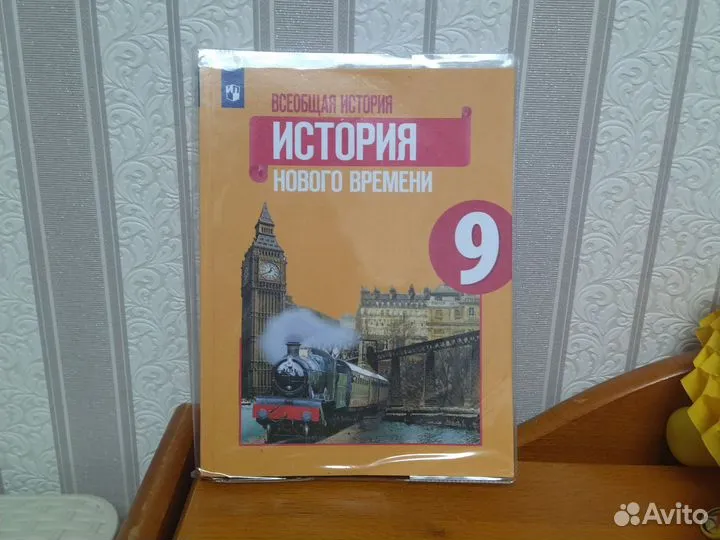 ВСЕОБЩАЯ ИСТОРИЯ
ИСТОРИЯ
НОВОГО ВРЕМЕНИ
9
Avito